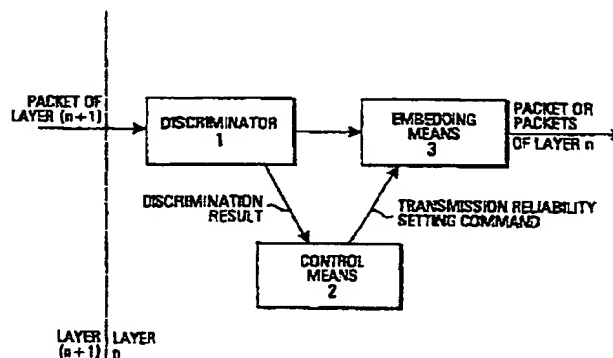 PACKET OF
LAYER (n+1)
DISCRIMINATOR
1
EMBEDDING
MEANS
3
PACKET OR
PACKETS
OF LAYER n
DISCRIMINATION
RESULT
TRANSMISSION RELIABILITY
SETTING COMMAND
CONTROL
MEANS
2
LAYER
(n+1)
LAYER
n